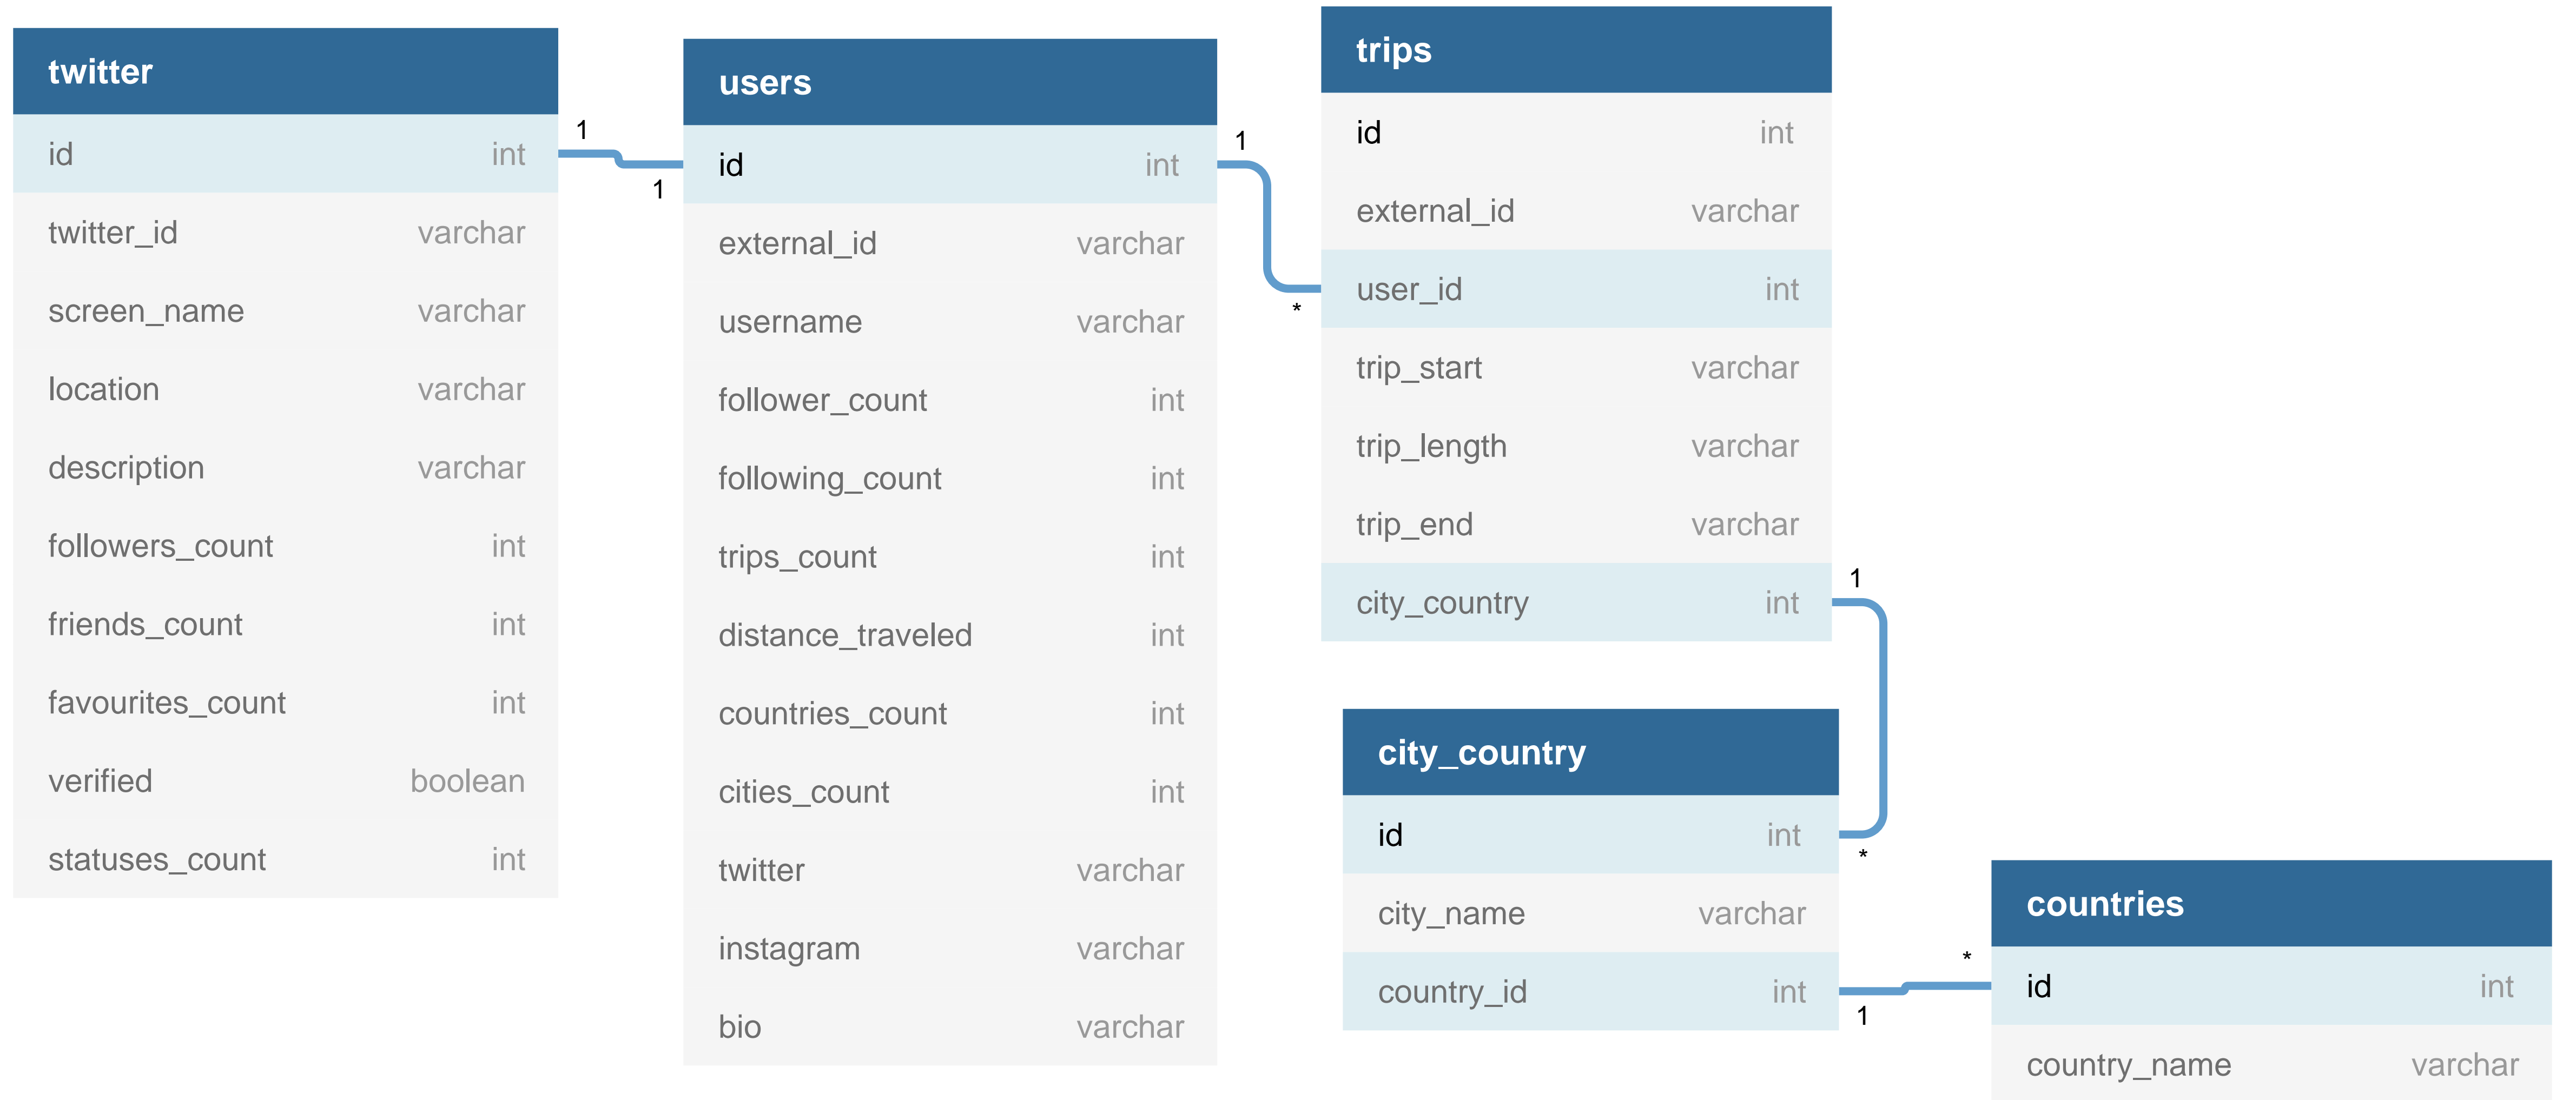 twitter
id int
twitter_id varchar
screen_name varchar
location varchar
description varchar
followers_count int
friends_count int
favourites_count int
verified boolean
statuses_count int
1
1
users
id int
external_id varchar
username varchar
follower_count int
following_count int
trips_count int
distance_traveled int
countries_count int
cities_count int
twitter varchar
instagram varchar
bio varchar
1
*
trips
id int
external_id varchar
user_id int
trip_start varchar
trip_length varchar
trip_end varchar
city_country int
1
*
city_country
id int
city_name varchar
country_id int
1
*
countries
id int
country_name varchar